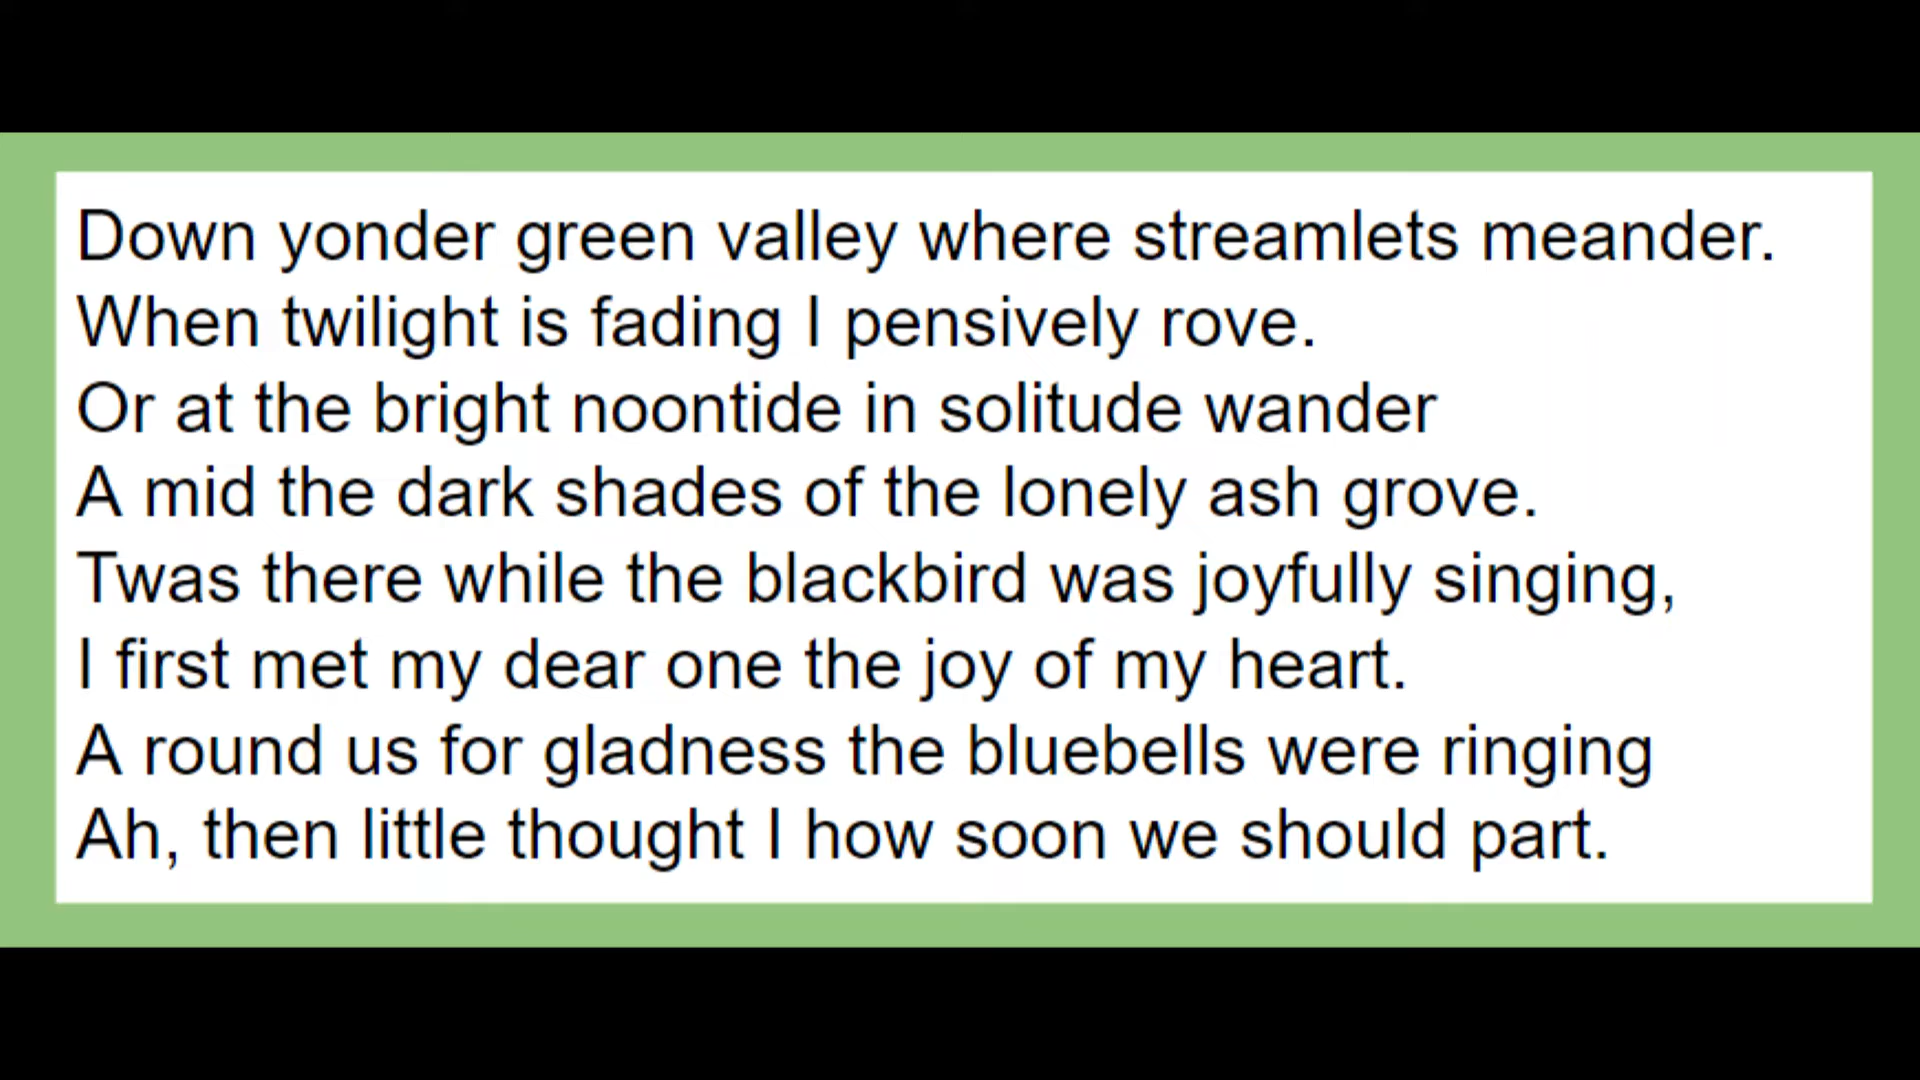 Down yonder green valley where streamlets meander.
When twilight is fading I pensively rove.
Or at the bright noontide in solitude wander
A mid the dark shades of the lonely ash grove.
Twas there while the blackbird was joyfully singing,
I first met my dear one the joy of my heart.
A round us for gladness the bluebells were ringing
Ah, then little thought I how soon we should part.